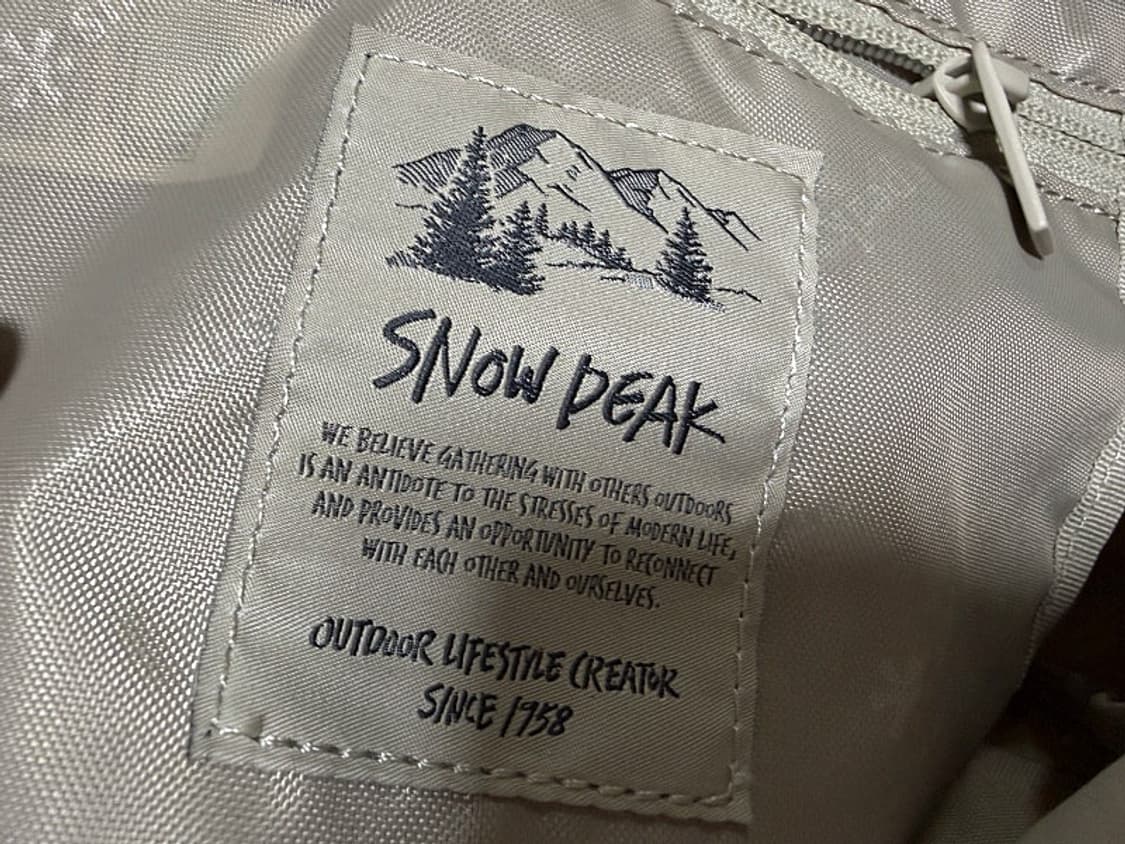 SNOW PEAK
WE BELIEVE GATHERING WITH OTHERS OUTDOORS
IS AN ANTIDOTE TO THE STRESSES OF MODERN LIFE,
AND PROVIDES AN OPPORTUNITY TO RECONNECT
WITH EACH OTHER AND OURSELVES.
OUTDOOR LIFESTYLE CREATOR
SINCE 1958